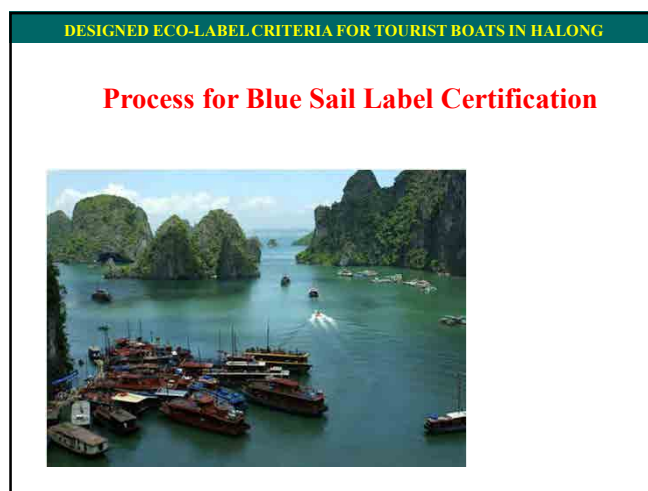 DESIGNED ECO-LABEL CRITERIA FOR TOURIST BOATS IN HALONG
Process for Blue Sail Label Certification